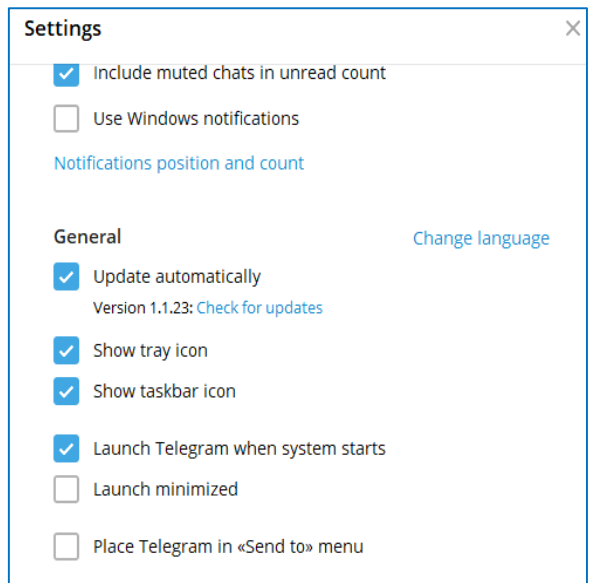 Settings
Include muted chats in unread count
Use Windows notifications
Notifications position and count
General
Change language
Update automatically
Version 1.1.23: Check for updates
Show tray icon
Show taskbar icon
Launch Telegram when system starts
Launch minimized
Place Telegram in «Send to» menu